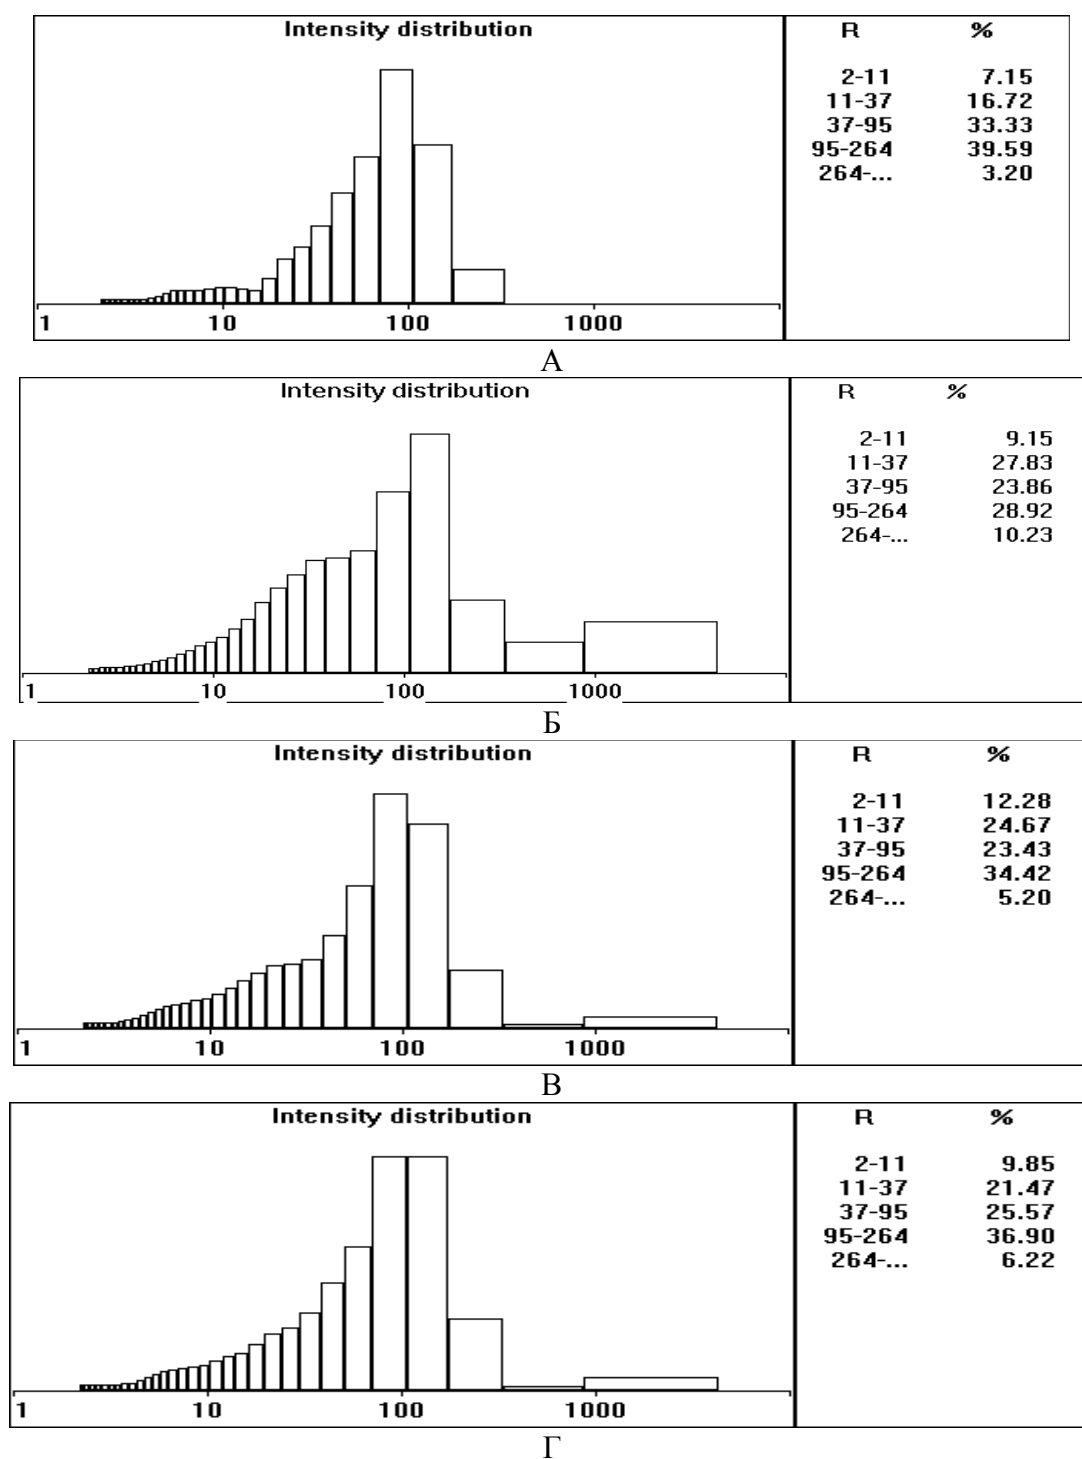 Intensity distribution R %
2-11 7.15
11-37 16.72
37-95 33.33
95-264 39.59
264-... 3.20
1 10 100 1000
А
Intensity distribution R %
2-11 9.15
11-37 27.83
37-95 23.86
95-264 28.92
264-... 10.23
1 10 100 1000
Б
Intensity distribution R %
2-11 12.28
11-37 24.67
37-95 23.43
95-264 34.42
264-... 5.20
1 10 100 1000
В
Intensity distribution R %
2-11 9.85
11-37 21.47
37-95 25.57
95-264 36.90
264-... 6.22
1 10 100 1000
Г